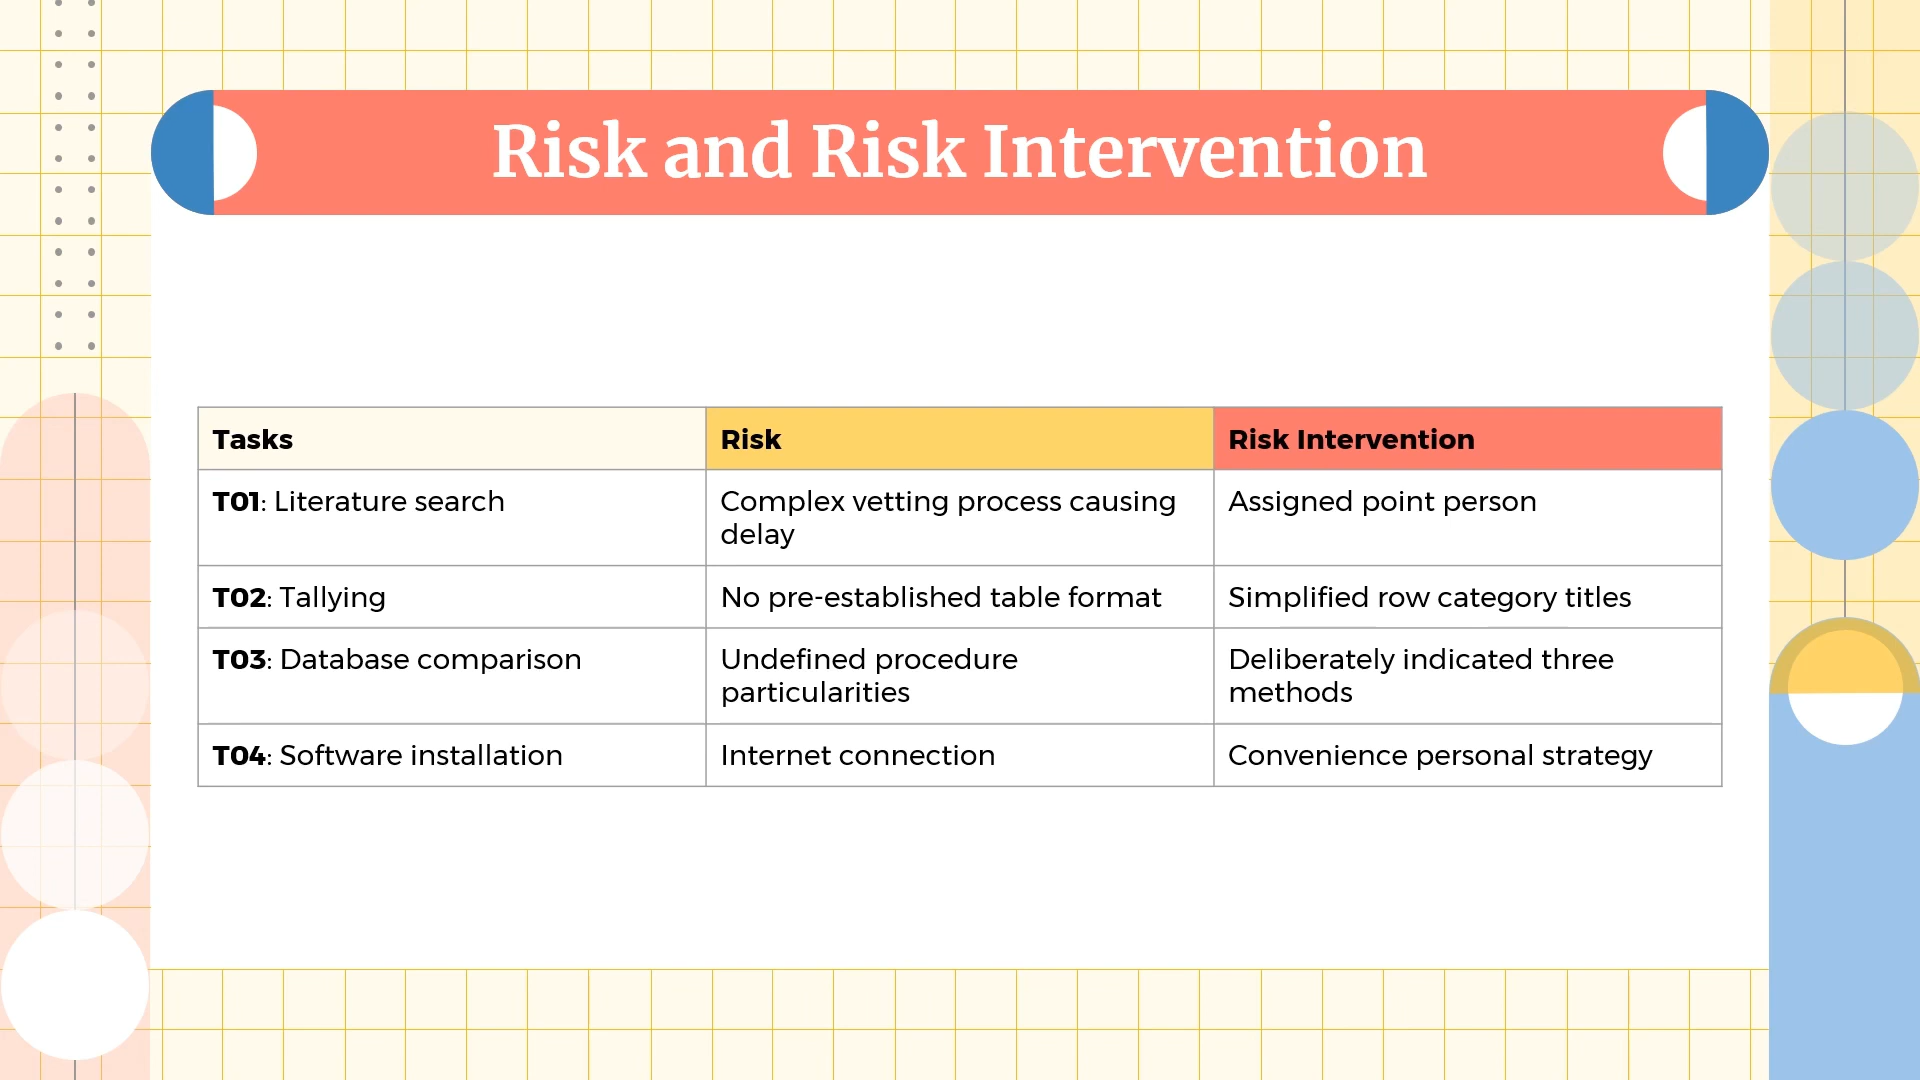 Risk and Risk Intervention
Tasks
Risk
Risk Intervention
T01: Literature search
Complex vetting process causing
delay
Assigned point person
T02: Tallying
No pre-established table format
Simplified row category titles
T03: Database comparison
Undefined procedure
particularities
Deliberately indicated three
methods
T04: Software installation
Internet connection
Convenience personal strategy